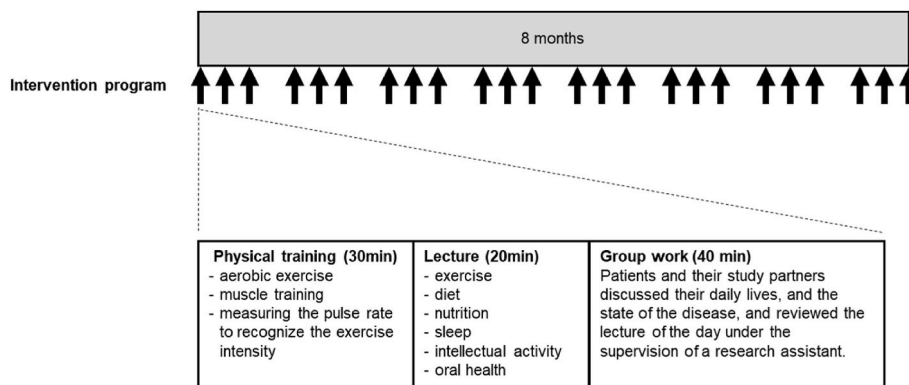 8 months
Intervention program
Physical training (30min)
- aerobic exercise
- muscle training
- measuring the pulse rate
to recognize the exercise
intensity
Lecture (20min)
- exercise
- diet
- nutrition
- sleep
- intellectual activity
- oral health
Group work (40 min)
Patients and their study partners
discussed their daily lives, and the
state of the disease, and reviewed the
lecture of the day under the
supervision of a research assistant.